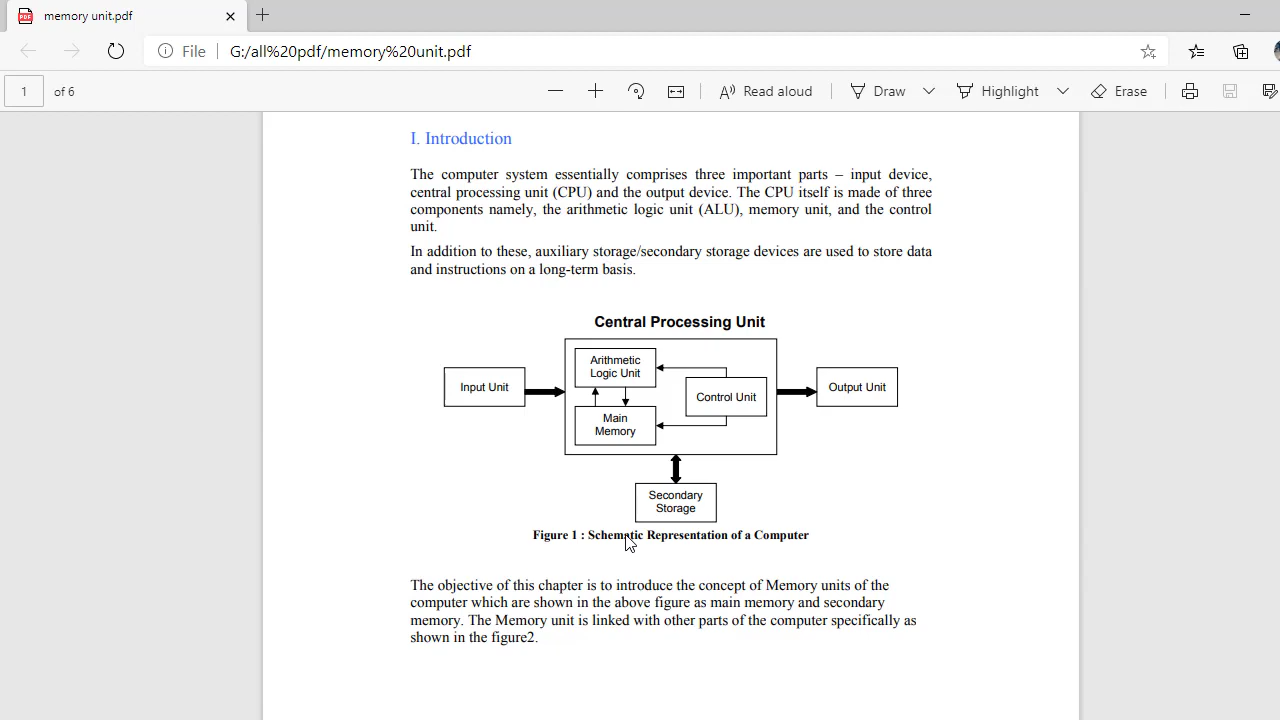 memory unit.pdf
File G:/all%20pdf/memory%20unit.pdf
1 of 6 Read aloud Draw Highlight Erase
I. Introduction
The computer system essentially comprises three important parts – input device,
central processing unit (CPU) and the output device. The CPU itself is made of three
components namely, the arithmetic logic unit (ALU), memory unit, and the control
unit.
In addition to these, auxiliary storage/secondary storage devices are used to store data
and instructions on a long-term basis.
Central Processing Unit
Input Unit
Arithmetic
Logic Unit
Main
Memory
Control Unit
Output Unit
Secondary
Storage
Figure 1 : Schematic Representation of a Computer
The objective of this chapter is to introduce the concept of Memory units of the
computer which are shown in the above figure as main memory and secondary
memory. The Memory unit is linked with other parts of the computer specifically as
shown in the figure2.